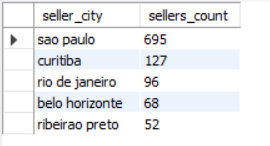 seller_city sellers_count
sao paulo 695
curitiba 127
rio de janeiro 96
belo horizonte 68
ribeirao preto 52